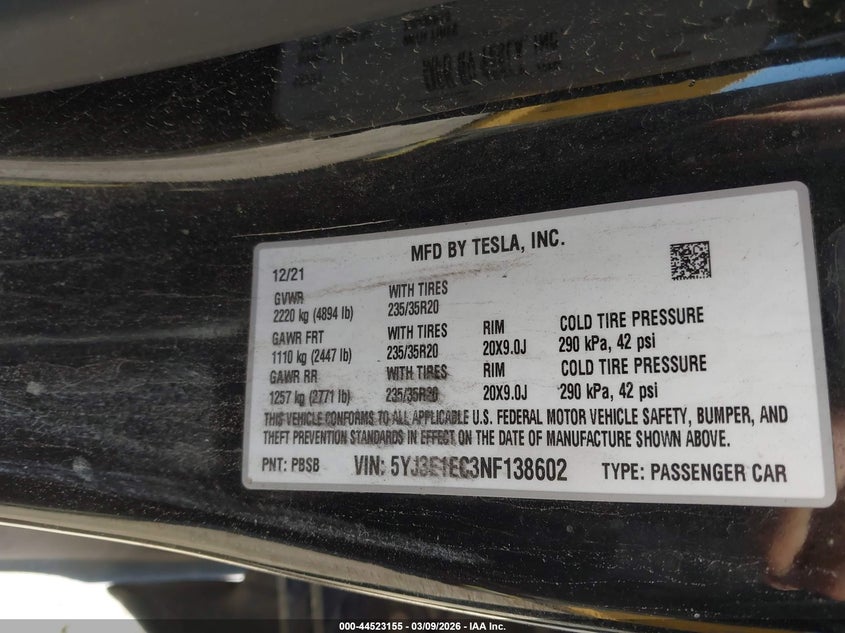 MFD BY TESLA, INC.
12/21
GVWR
2220 kg (4894 lb)
WITH TIRES
235/35R20
GAWR FRT
1110 kg (2447 lb)
WITH TIRES
235/35R20
RIM
20X9.0J
COLD TIRE PRESSURE
290 kPa, 42 psi
GAWR RR
1257 kg (2771 lb)
WITH TIRES
235/35R20
RIM
20X9.0J
COLD TIRE PRESSURE
290 kPa, 42 psi
THIS VEHICLE CONFORMS TO ALL APPLICABLE U.S. FEDERAL MOTOR VEHICLE SAFETY, BUMPER, AND
THEFT PREVENTION STANDARDS IN EFFECT ON THE DATE OF MANUFACTURE SHOWN ABOVE.
PNT: PBSB VIN: 5YJ3E1EC3NF138602 TYPE: PASSENGER CAR
000-44523155 - 03/09/2026 - IAA Inc.